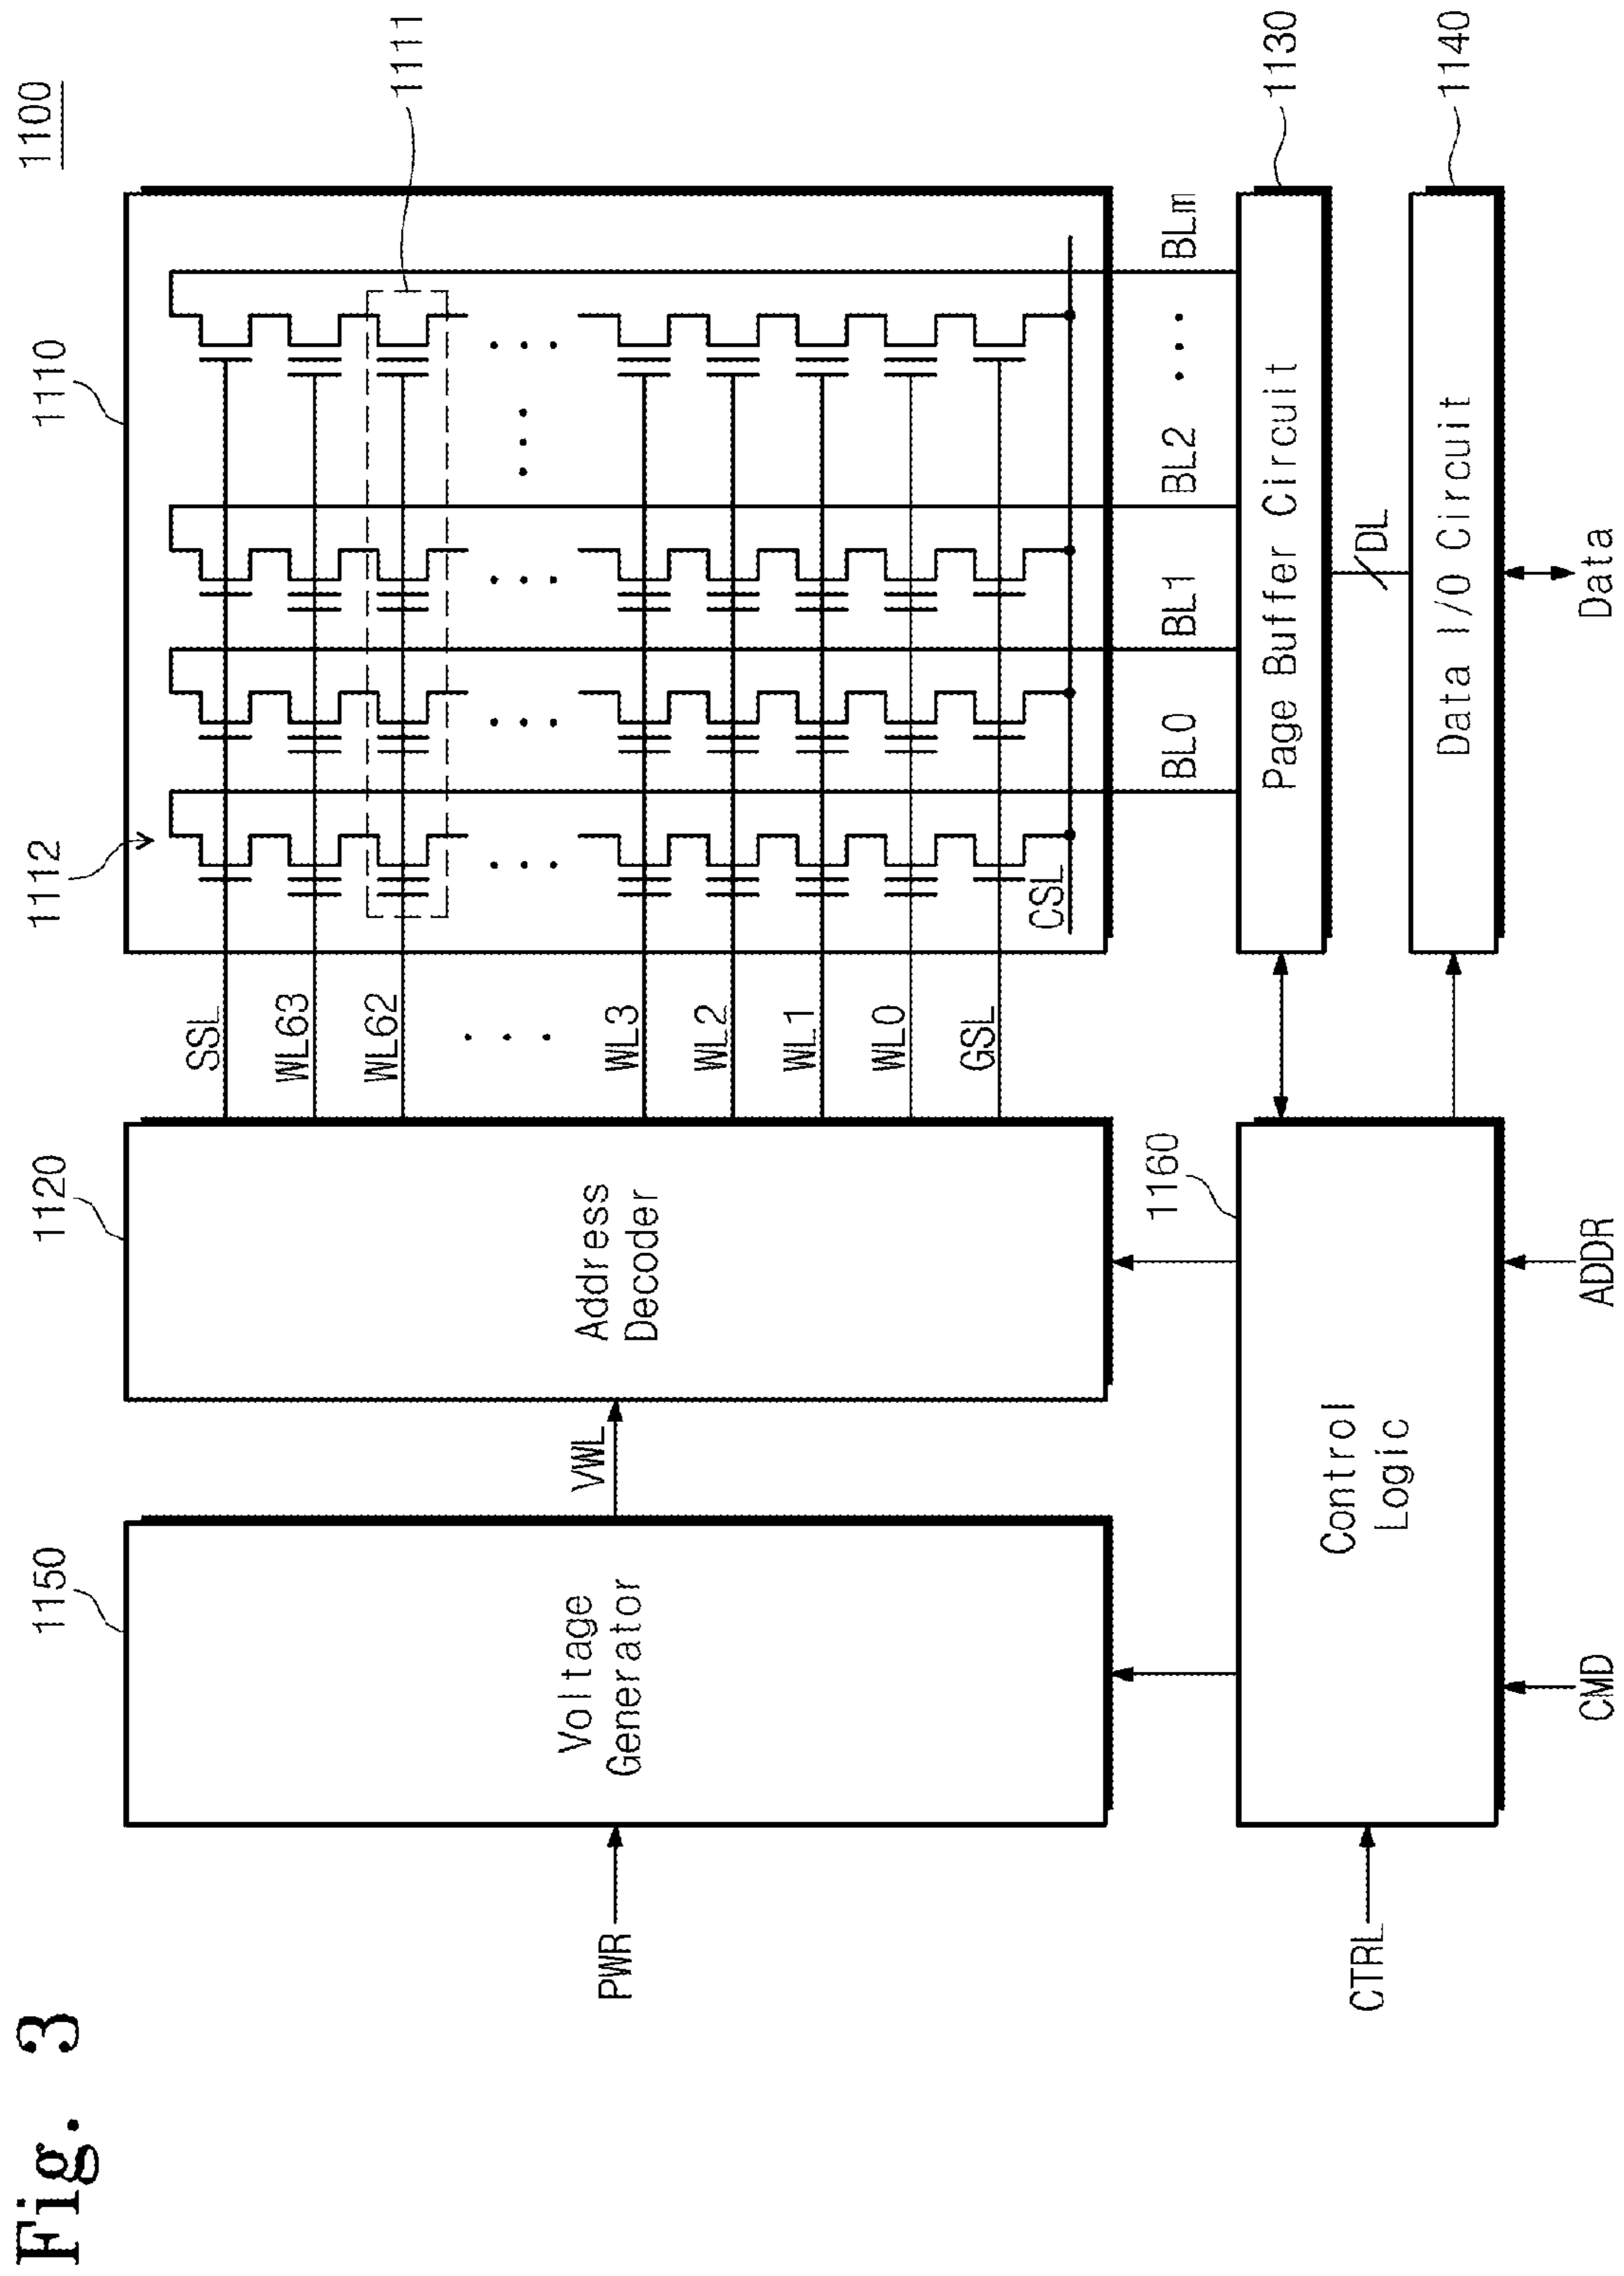 Fig. 3
1100
1150
1120
1112
1110
1111
SSL
WL63
WL62
. . .
WL3
WL2
WL1
WL0
GSL
CSL
PWR
Voltage
Generator
VWL
Address
Decoder
1160
BL0
BL1
BL2
. . .
BLm
Page Buffer Circuit
1130
DL
CTRL
Control
Logic
Data I/O Circuit
1140
CMD
ADDR
Data